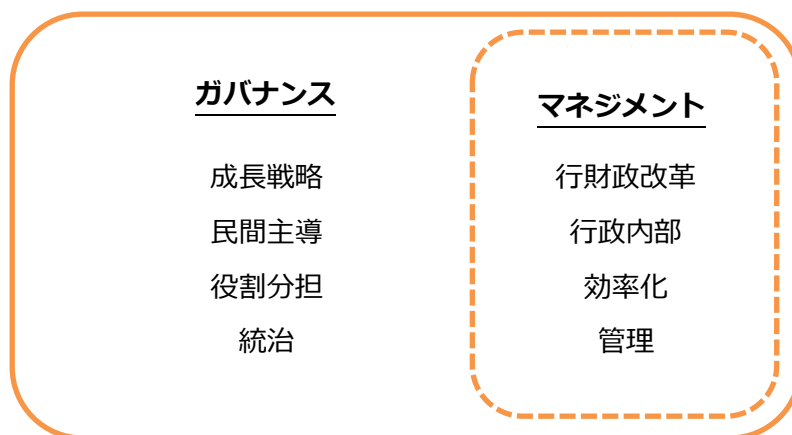 ガバナンス
成長戦略
民間主導
役割分担
統治
マネジメント
行財政改革
行政内部
効率化
管理